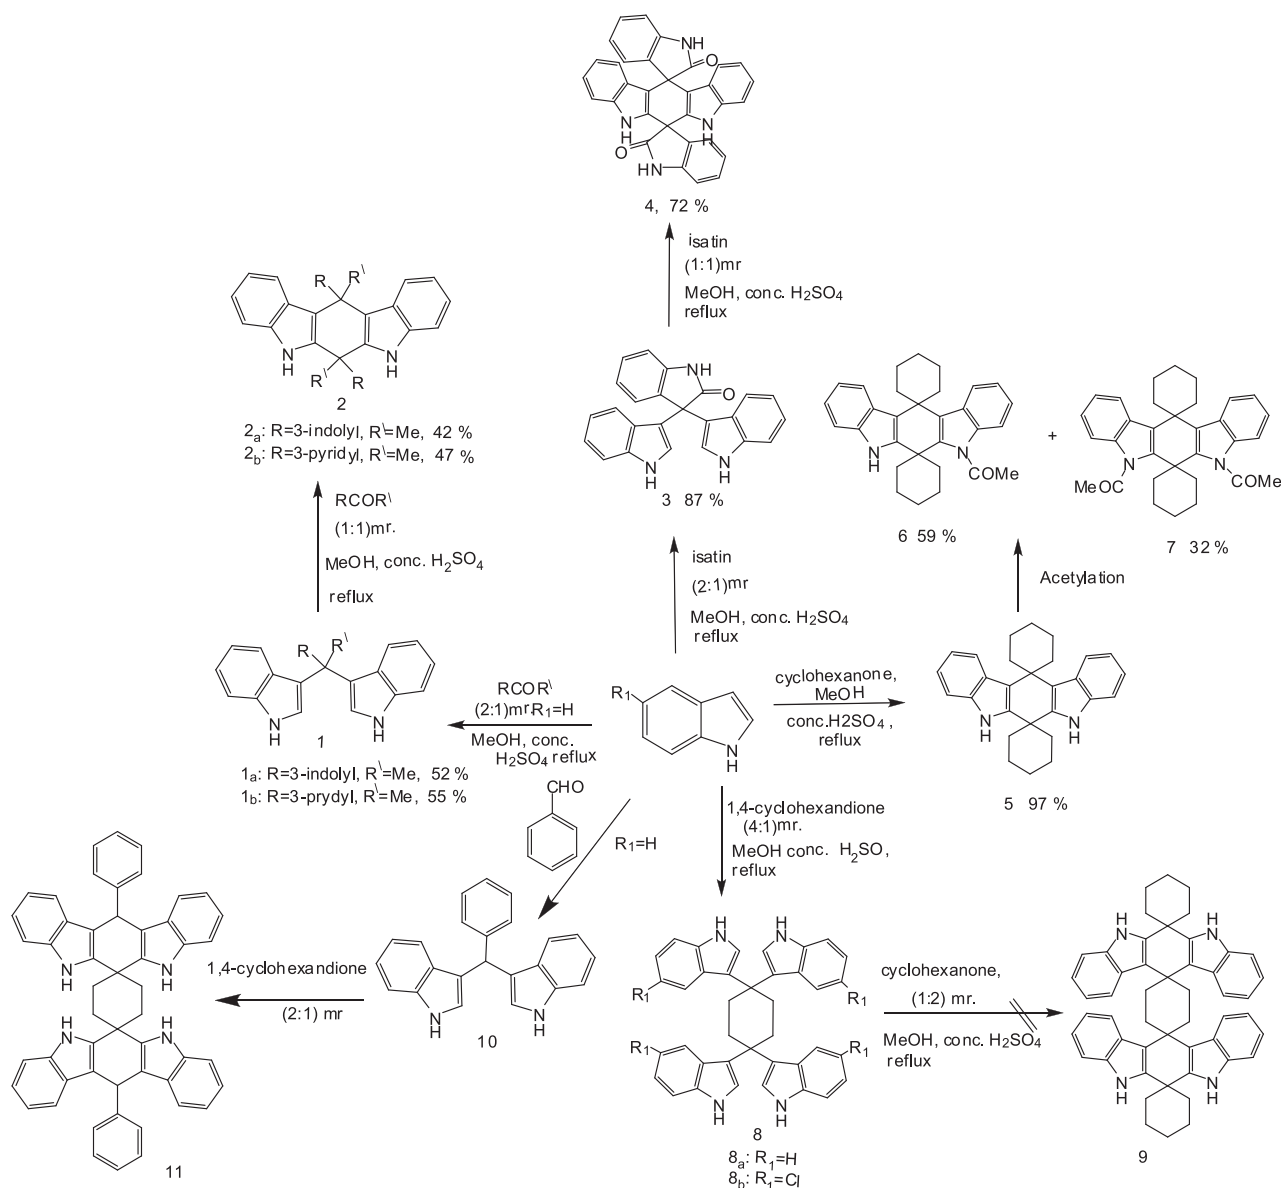 NH
O
N
H
N
H
O
NH
4, 72 %
isatin
(1:1)mr
MeOH, conc. H2SO4
reflux
R
R\
N
H
N
H
R\
R
2
2a: R=3-indolyl, R\=Me, 42 %
2b: R=3-pyridyl, R\=Me, 47 %
RCOR\
(1:1)mr.
MeOH, conc. H2SO4
reflux
NH
O
N
H
N
H
3 87 %
isatin
(2:1)mr
MeOH, conc. H2SO4
reflux
N
H
N
COMe
6 59 %
+
N
MeOC
N
COMe
7 32 %
Acetylation
R
R\
N
H
N
H
1
1a: R=3-indolyl, R\=Me, 52 %
1b: R=3-prydyl, R\=Me, 55 %
RCOR\
(2:1)mr.R1=H
MeOH, conc.
H2SO4 reflux
R1
N
H
cyclohexanone,
MeOH
conc.H2SO4 ,
reflux
N
H
N
H
5 97 %
CHO
R1=H
1,4-cyclohexandione
(4:1)mr.
MeOH conc. H2SO,
reflux
N
H
N
H
N
H
N
H
11
1,4-cyclohexandione
(2:1) mr
N
H
N
H
10
N
H
N
H
R1
R1
R1
R1
N
H
N
H
8
8a: R1=H
8b: R1=Cl
cyclohexanone,
(1:2) mr.
MeOH, conc. H2SO4
reflux
H
N
H
N
N
H
N
H
9